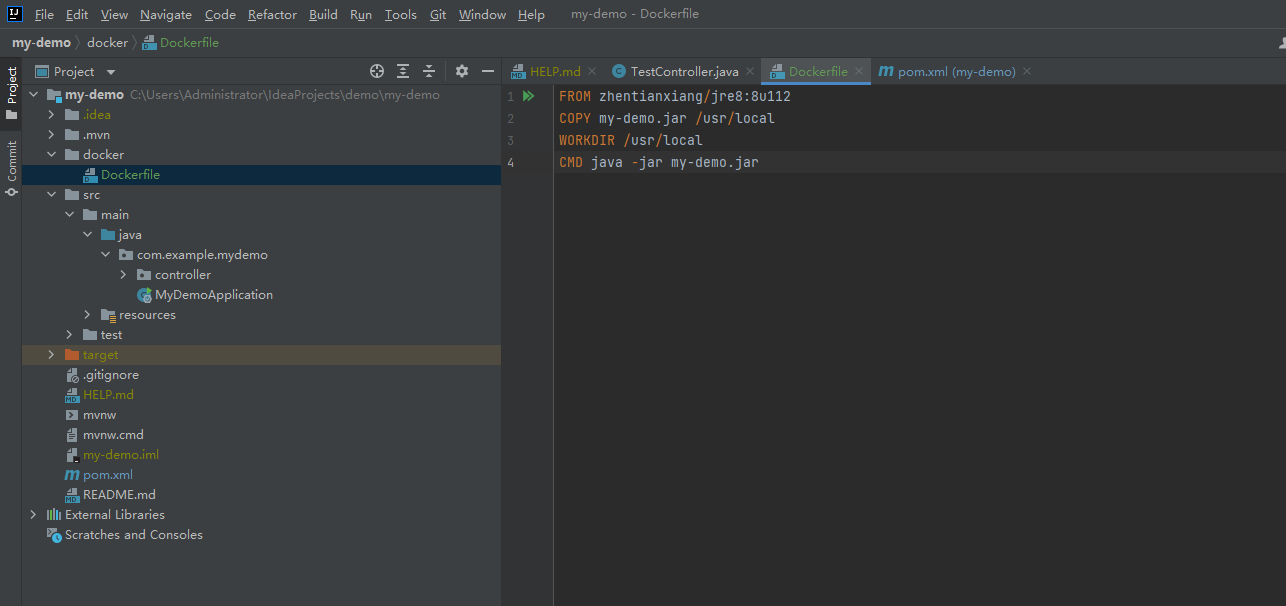 File Edit View Navigate Code Refactor Build Run Tools Git Window Help my-demo - Dockerfile
my-demo docker Dockerfile
Project HELP.md TestController.java Dockerfile pom.xml (my-demo)
Project
Commit
my-demo C:\Users\Administrator\IdeaProjects\demo\my-demo
.idea
.mvn
docker
Dockerfile
src
main
java
com.example.mydemo
controller
MyDemoApplication
resources
test
target
.gitignore
HELP.md
mvnw
mvnw.cmd
my-demo.iml
pom.xml
README.md
External Libraries
Scratches and Consoles
1 FROM zhentianxiang/jre8:8u112
2 COPY my-demo.jar /usr/local
3 WORKDIR /usr/local
4 CMD java -jar my-demo.jar